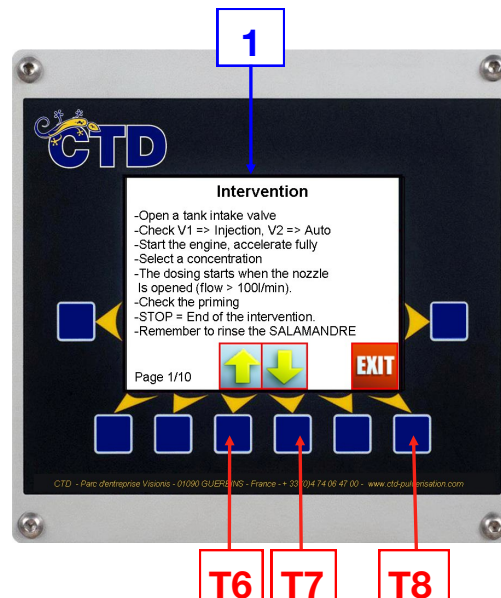 1
CTD
Intervention
-Open a tank intake valve
-Check V1 => Injection, V2 => Auto
-Start the engine, accelerate fully
-Select a concentration
-The dosing starts when the nozzle
Is opened (flow > 100l/min).
-Check the priming
-STOP = End of the intervention.
-Remember to rinse the SALAMANDRE
Page 1/10
EXIT
CTD - Parc d'entreprise Visionis - 01090 GUEREINS - France - + 33 (0)4 74 06 47 00 - www.ctd-pulverisation.com
T6 T7 T8